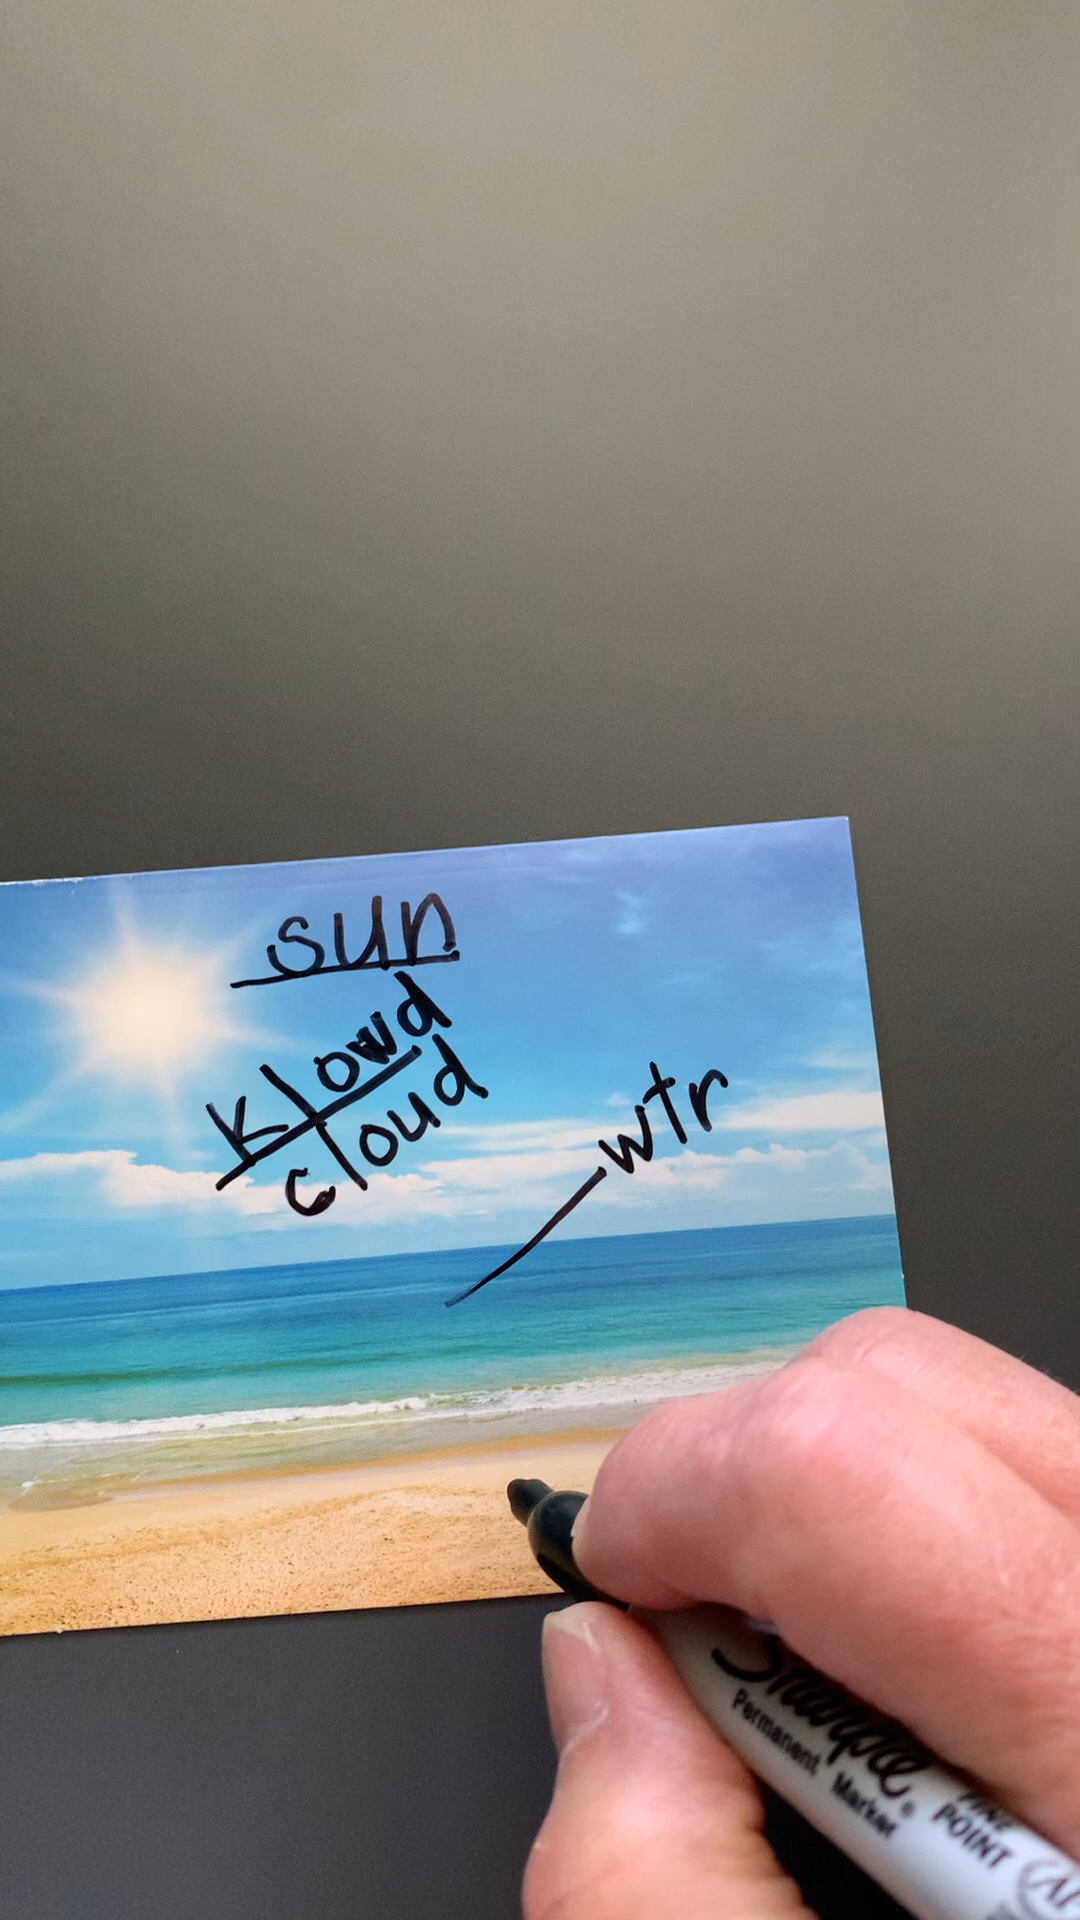 sun
klowd
cloud
wtr
Sharpie®
Permanent Marker
FINE
POINT